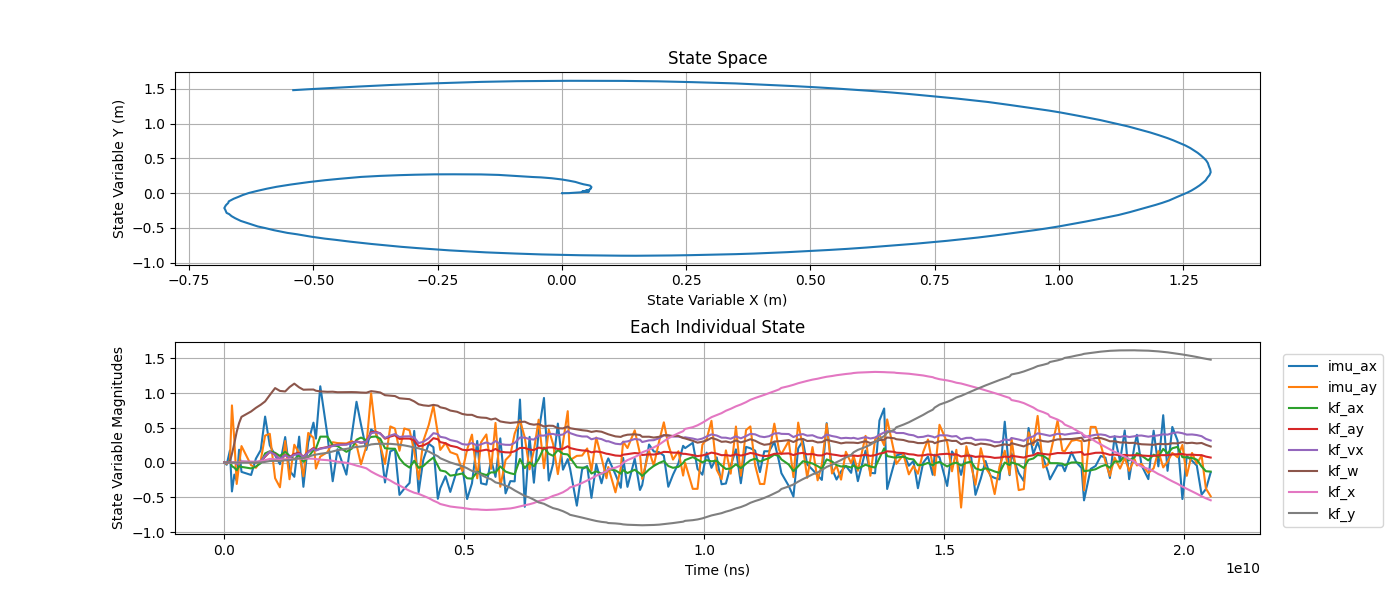 State Space
State Variable Y (m)
1.5
1.0
0.5
0.0
−0.5
−1.0
−0.75 −0.50 −0.25 0.00 0.25 0.50 0.75 1.00 1.25
State Variable X (m)
Each Individual State
State Variable Magnitudes
1.5
1.0
0.5
0.0
−0.5
−1.0
0.0 0.5 1.0 1.5 2.0
1e10
Time (ns)
imu_ax
imu_ay
kf_ax
kf_ay
kf_vx
kf_w
kf_x
kf_y